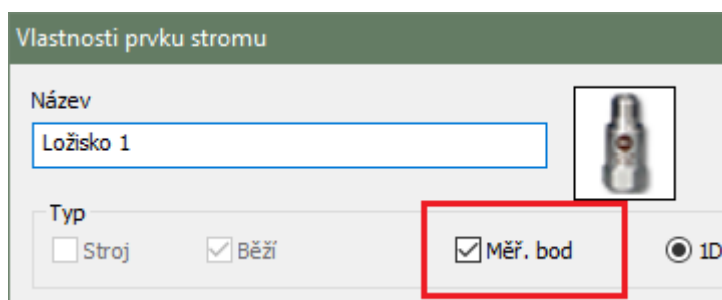 Vlastnosti prvku stromu
Název
Ložisko 1
Typ
Stroj Běží Měř. bod 1D